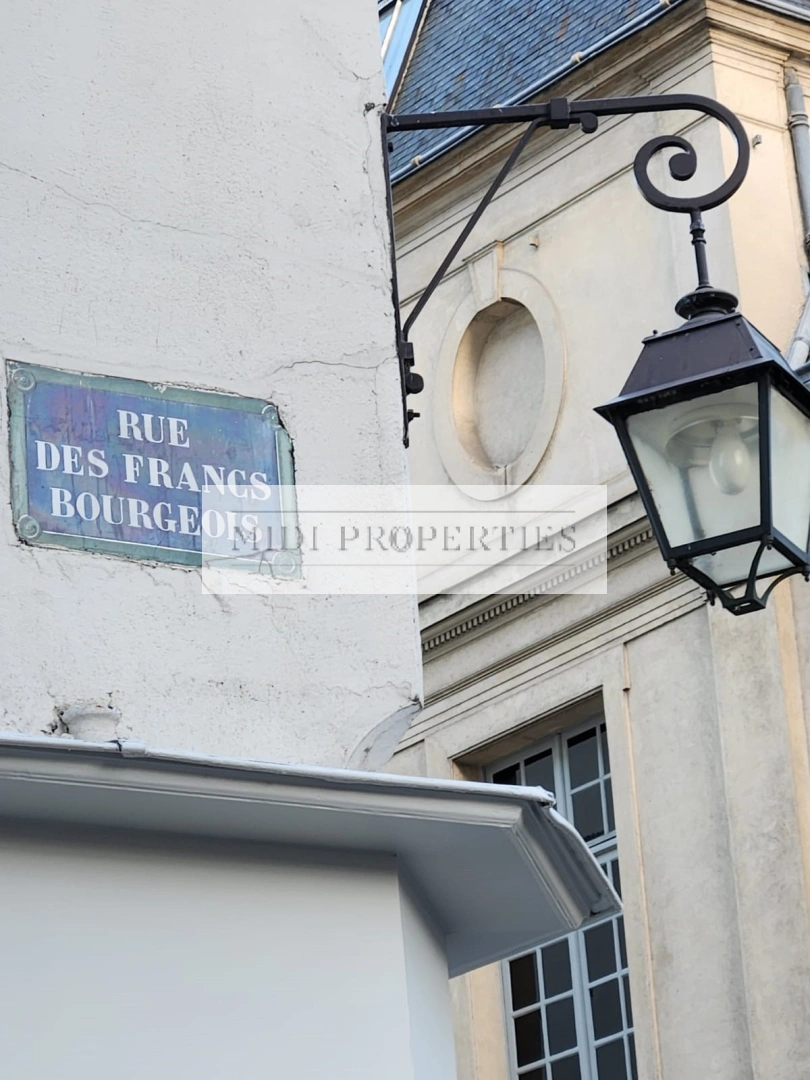 RUE
DES FRANCS
BOURGEOIS
MIDI PROPERTIES